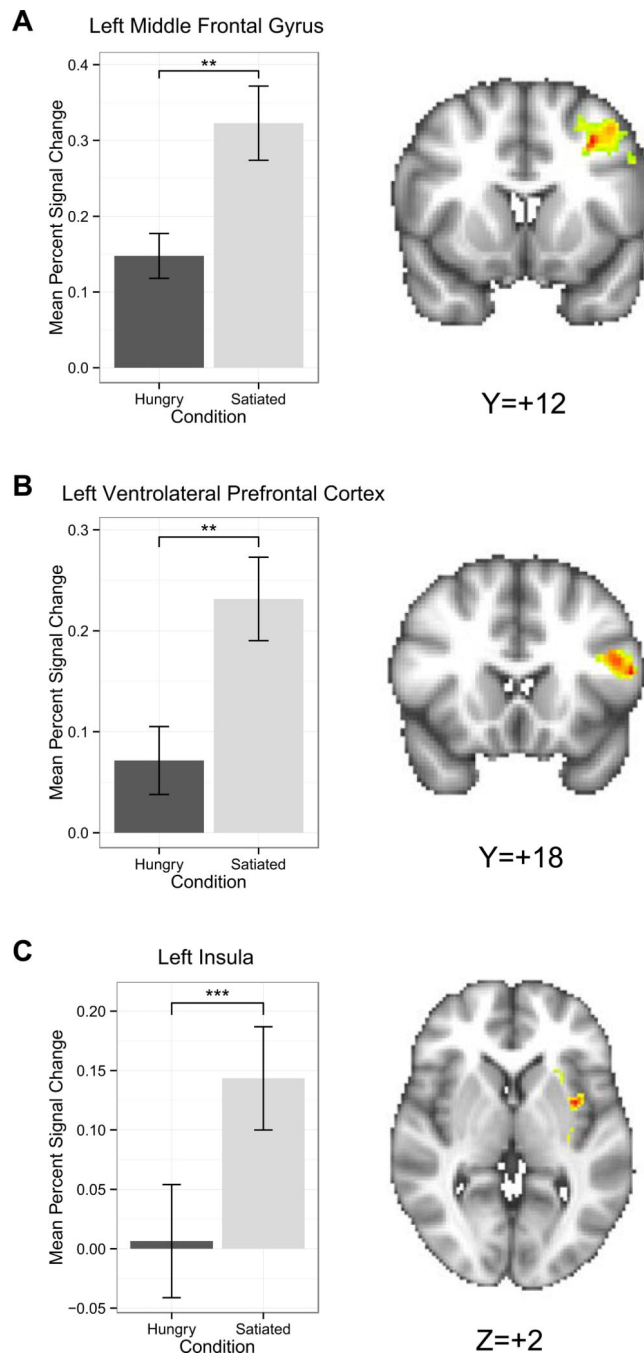 A
Left Middle Frontal Gyrus
**
0.4
0.3
0.2
0.1
0.0
Mean Percent Signal Change
Hungry
Satiated
Condition
Y=+12
B
Left Ventrolateral Prefrontal Cortex
**
0.3
0.2
0.1
0.0
Mean Percent Signal Change
Hungry
Satiated
Condition
Y=+18
C
Left Insula
***
0.20
0.15
0.10
0.05
0.00
−0.05
Mean Percent Signal Change
Hungry
Satiated
Condition
Z=+2